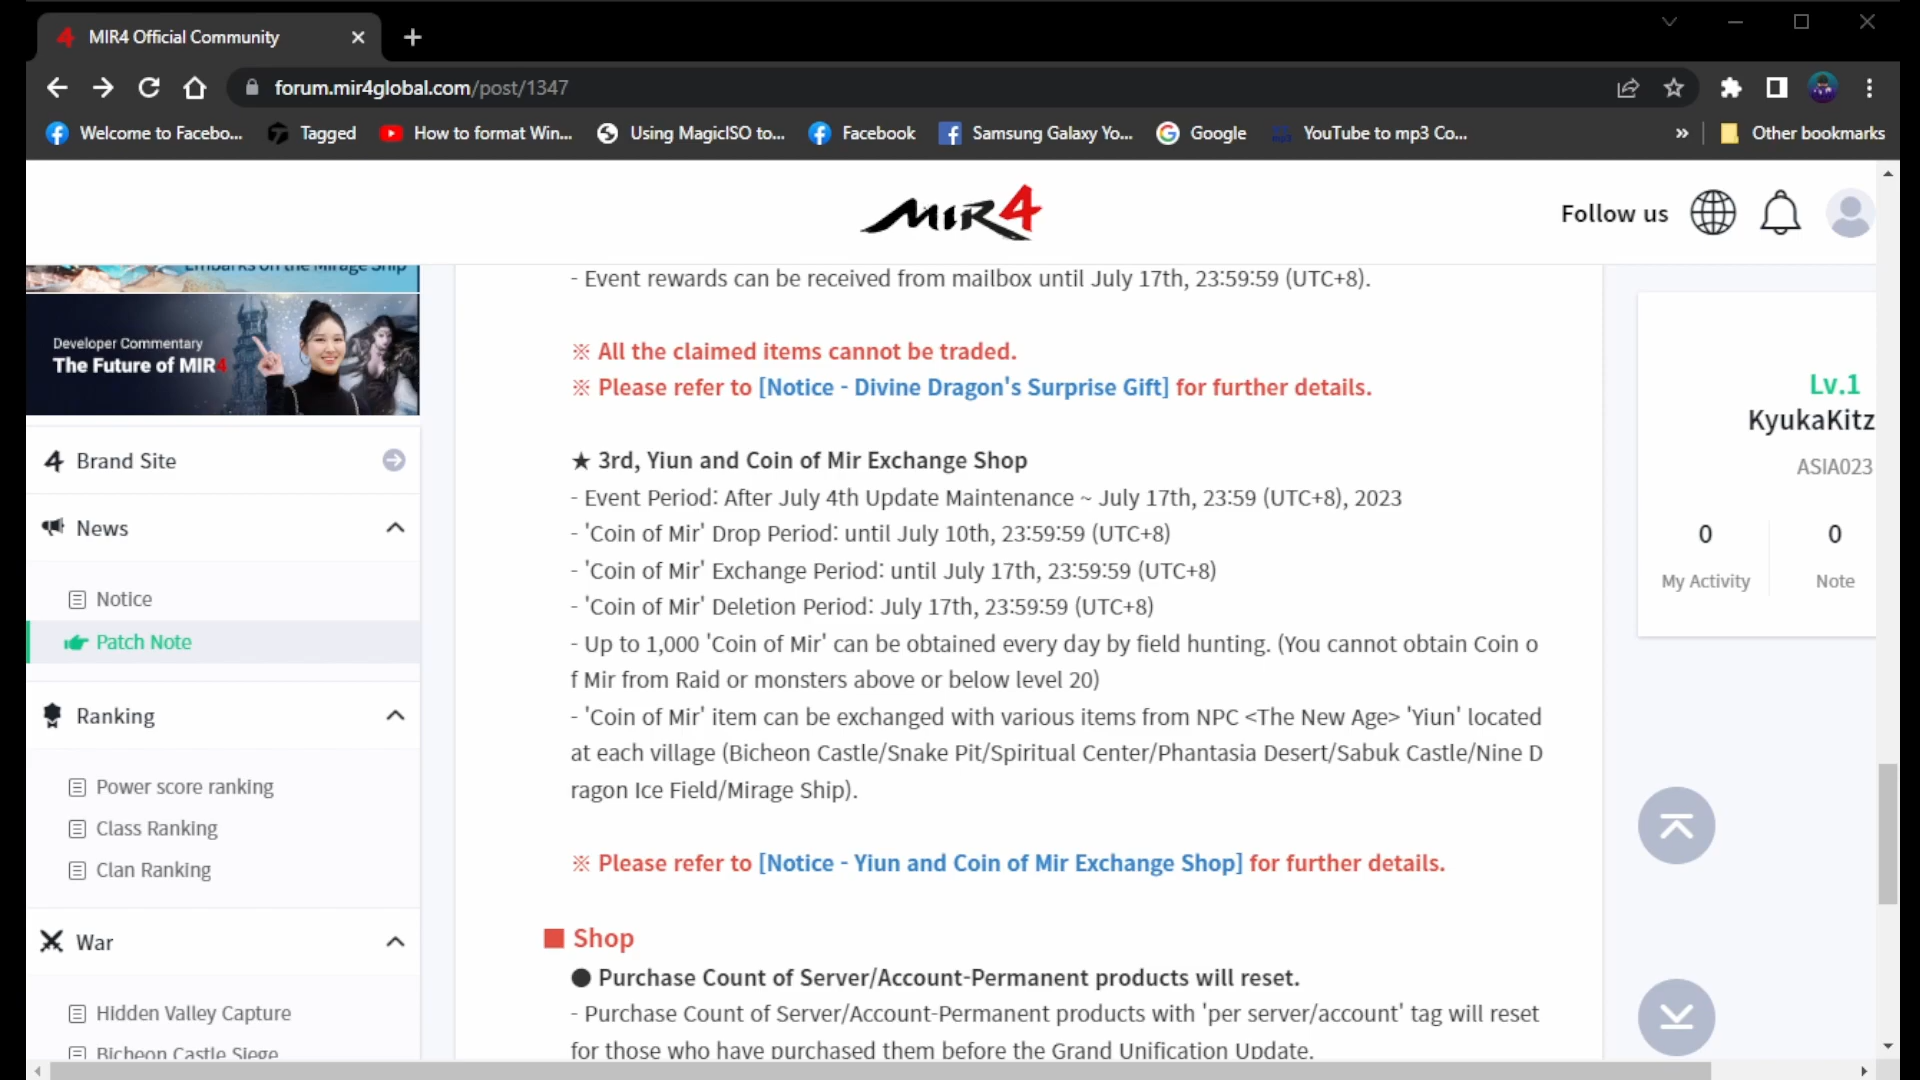 MIR4 Official Community
forum.mir4global.com/post/1347
Welcome to Facebo...
Tagged
How to format Win...
Using MagicISO to...
Facebook
Samsung Galaxy Yo...
Google
YouTube to mp3 Co...
»
Other bookmarks
MIR4
Follow us
Embarks on the Mirage Ship
Developer Commentary
The Future of MIR4
Brand Site
News
Notice
Patch Note
Ranking
Power score ranking
Class Ranking
Clan Ranking
War
Hidden Valley Capture
Bicheon Castle Siege
- Event rewards can be received from mailbox until July 17th, 23:59:59 (UTC+8).
※ All the claimed items cannot be traded.
※ Please refer to [Notice - Divine Dragon's Surprise Gift] for further details.
★ 3rd, Yiun and Coin of Mir Exchange Shop
- Event Period: After July 4th Update Maintenance ~ July 17th, 23:59 (UTC+8), 2023
- 'Coin of Mir' Drop Period: until July 10th, 23:59:59 (UTC+8)
- 'Coin of Mir' Exchange Period: until July 17th, 23:59:59 (UTC+8)
- 'Coin of Mir' Deletion Period: July 17th, 23:59:59 (UTC+8)
- Up to 1,000 'Coin of Mir' can be obtained every day by field hunting. (You cannot obtain Coin o
f Mir from Raid or monsters above or below level 20)
- 'Coin of Mir' item can be exchanged with various items from NPC <The New Age> 'Yiun' located
at each village (Bicheon Castle/Snake Pit/Spiritual Center/Phantasia Desert/Sabuk Castle/Nine D
ragon Ice Field/Mirage Ship).
※ Please refer to [Notice - Yiun and Coin of Mir Exchange Shop] for further details.
■ Shop
● Purchase Count of Server/Account-Permanent products will reset.
- Purchase Count of Server/Account-Permanent products with 'per server/account' tag will reset
for those who have purchased them before the Grand Unification Update.
Lv.1
KyukaKitz
ASIA023
0
0
My Activity
Note